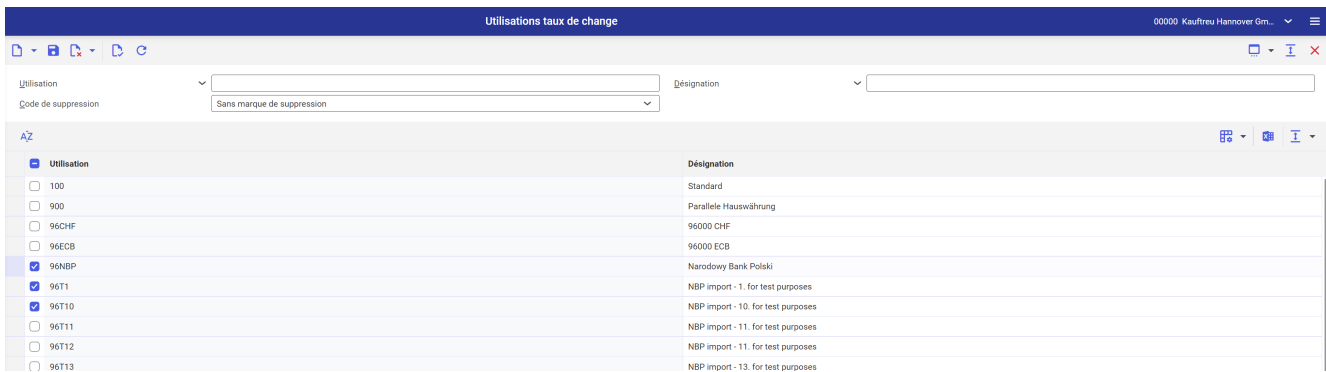 Utilisations taux de change
00000 Kauftreu Hannover Gm...
Utilisation
Désignation
Code de suppression
Sans marque de suppression
AZ
Utilisation Désignation
100 Standard
900 Parallele Hauswährung
96CHF 96000 CHF
96ECB 96000 ECB
96NBP Narodowy Bank Polski
96T1 NBP import - 1. for test purposes
96T10 NBP import - 10. for test purposes
96T11 NBP import - 11. for test purposes
96T12 NBP import - 11. for test purposes
96T13 NBP import - 13. for test purposes